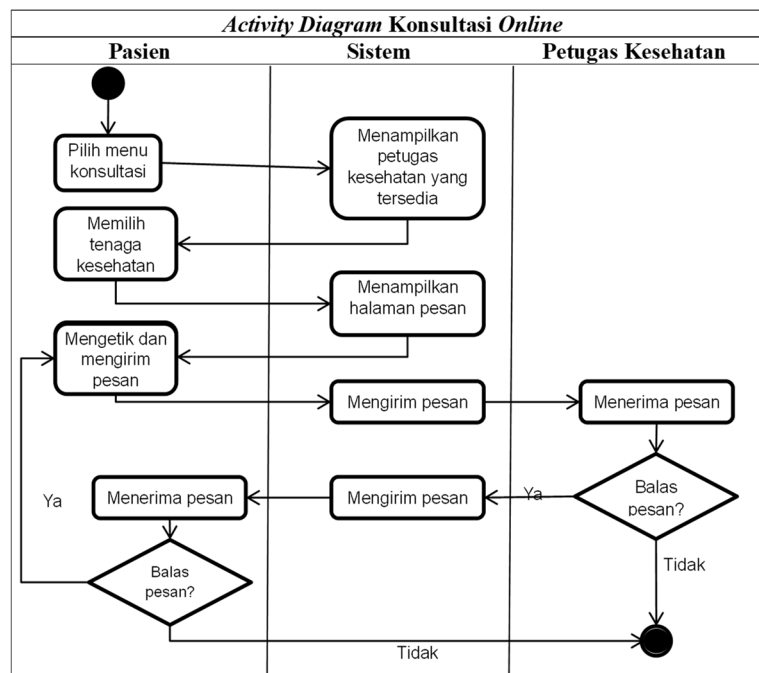 Activity Diagram Konsultasi Online
Pasien
Sistem
Petugas Kesehatan
Pilih menu
konsultasi
Menampilkan
petugas
kesehatan yang
tersedia
Memilih
tenaga
kesehatan
Menampilkan
halaman pesan
Mengetik dan
mengirim
pesan
Mengirim pesan
Menerima pesan
Balas
pesan?
Ya
Tidak
Mengirim pesan
Menerima pesan
Balas
pesan?
Ya
Tidak